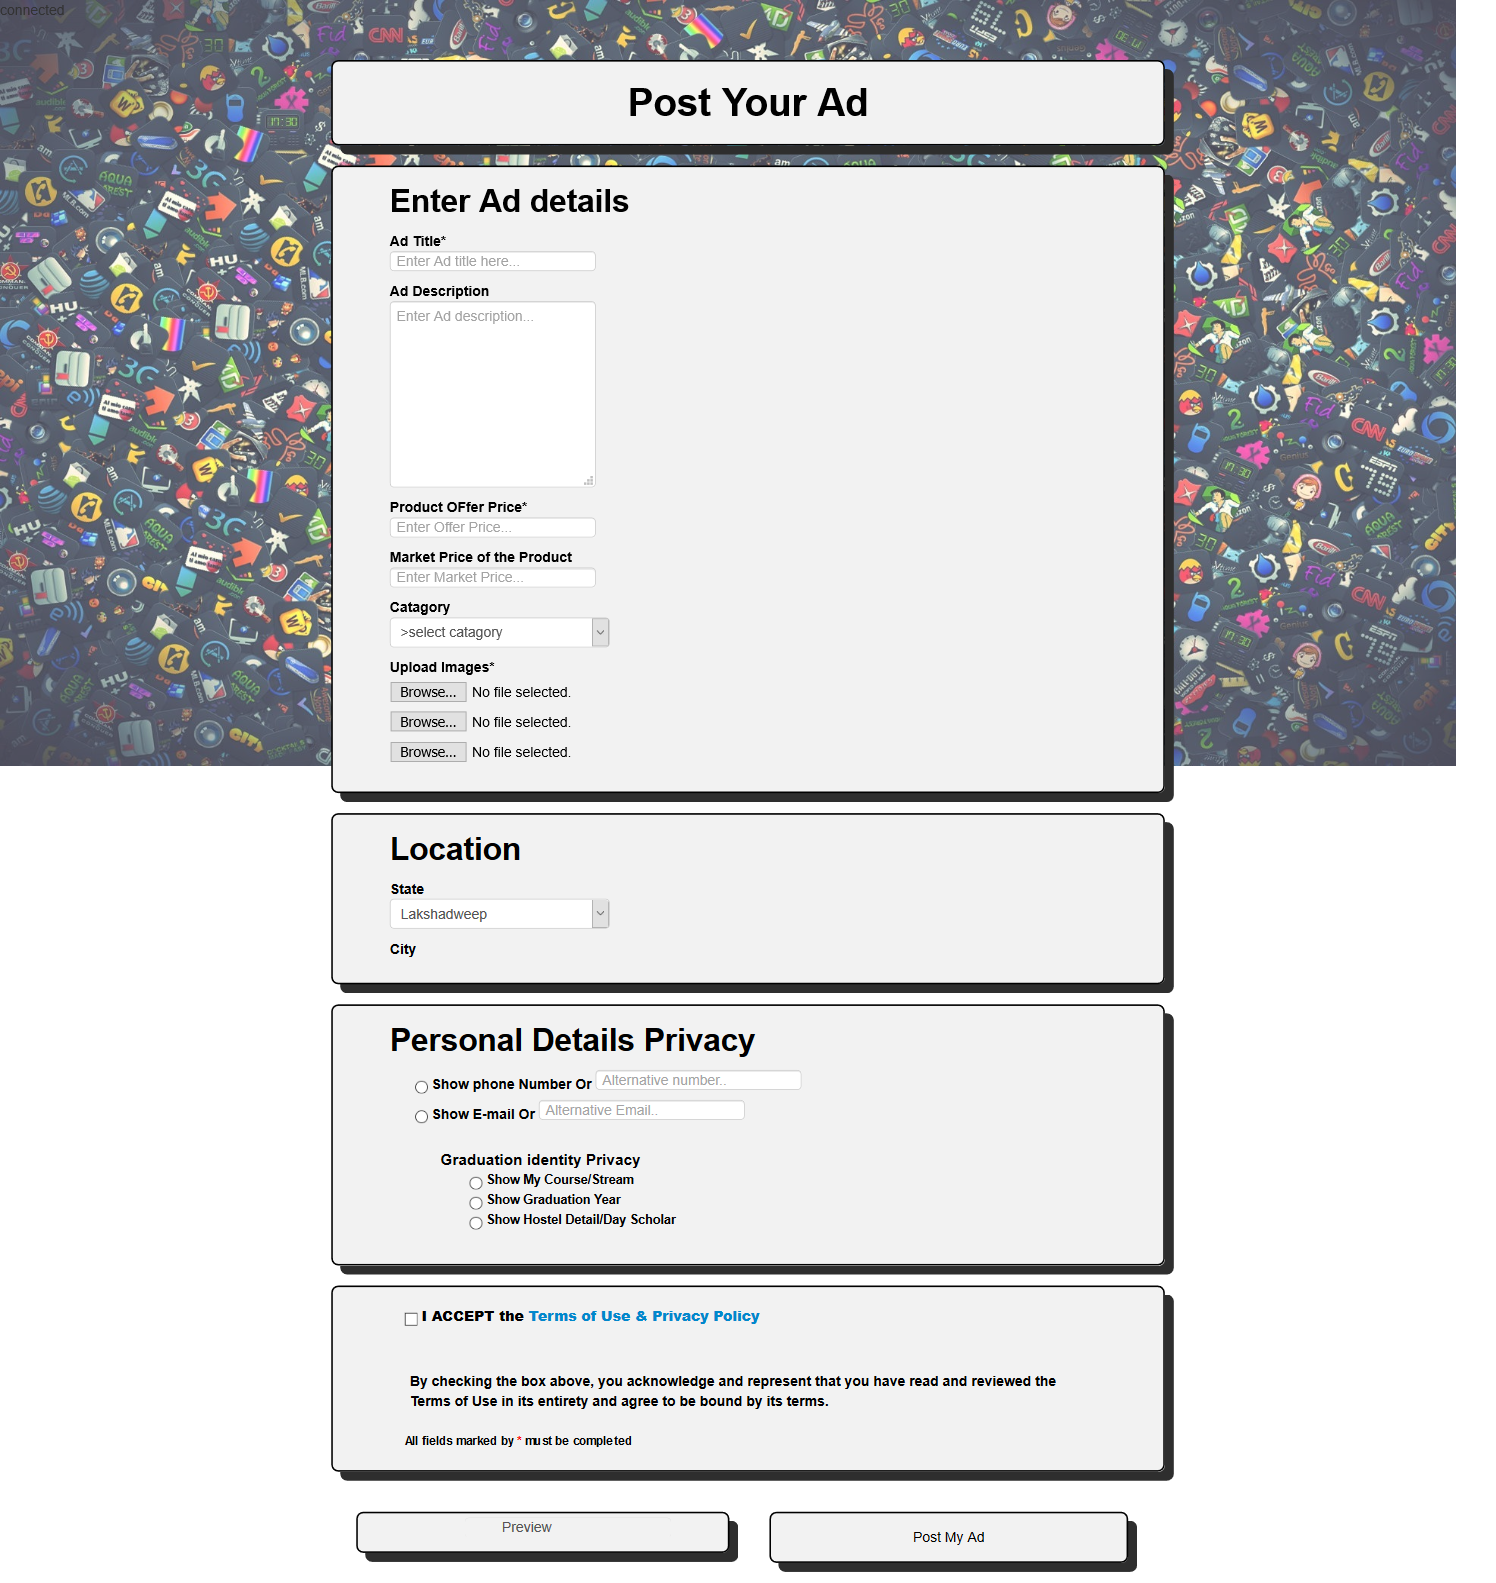 connected
Post Your Ad
Enter Ad details
Ad Title*
Enter Ad title here...
Ad Description
Enter Ad description...
Product OFfer Price*
Enter Offer Price...
Market Price of the Product
Enter Market Price...
Catagory
>select catagory
Upload Images*
Browse... No file selected.
Browse... No file selected.
Browse... No file selected.
Location
State
Lakshadweep
City
Personal Details Privacy
Show phone Number Or Alternative number..
Show E-mail Or Alternative Email..
Graduation identity Privacy
Show My Course/Stream
Show Graduation Year
Show Hostel Detail/Day Scholar
I ACCEPT the Terms of Use & Privacy Policy
By checking the box above, you acknowledge and represent that you have read and reviewed the
Terms of Use in its entirety and agree to be bound by its terms.
All fields marked by * must be completed
Preview
Post My Ad